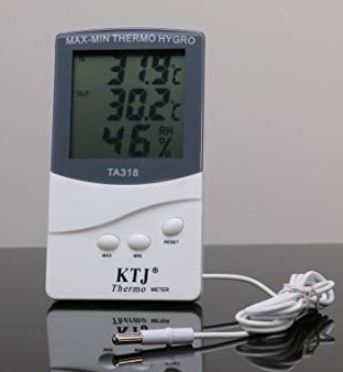 MAX-MIN THERMO HYGRO
IN 31.9°C
OUT 30.2°C
46 RH %
TA318
MAX MIN RESET
KTJ®
Thermo METER